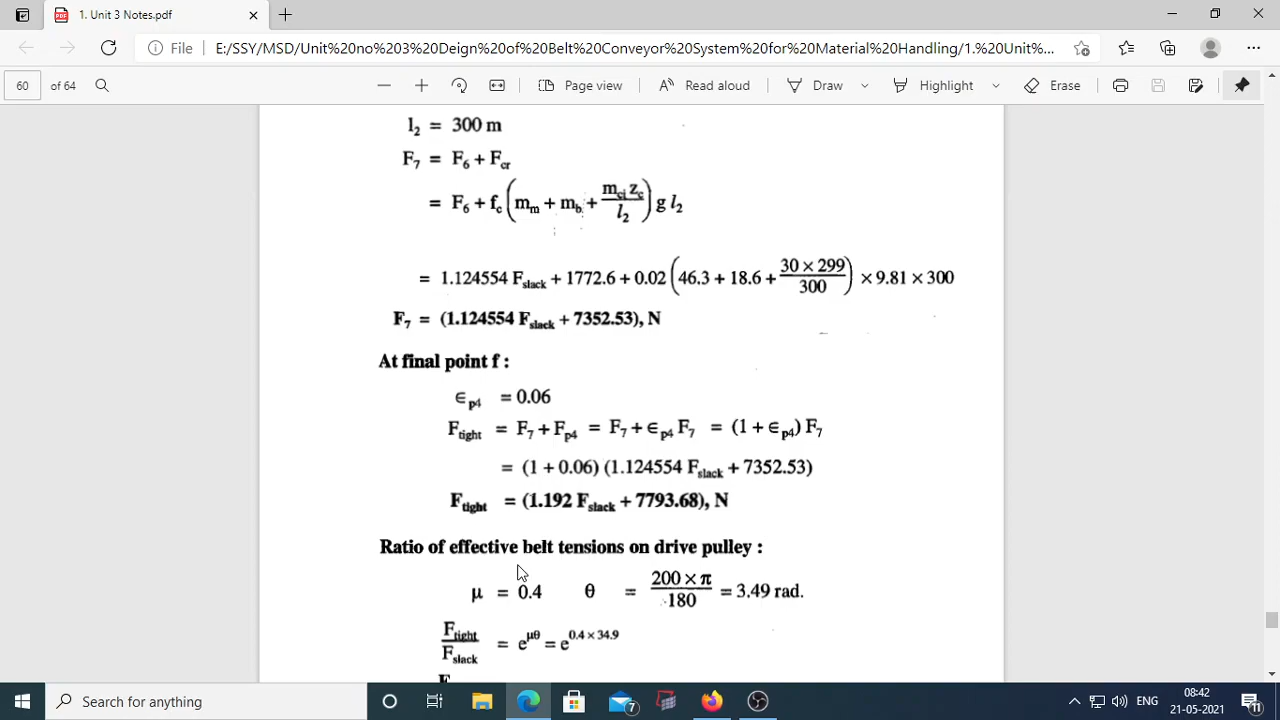 1. Unit 3 Notes.pdf
File E:/SSY/MSD/Unit%20no%203%20Deign%20of%20Belt%20Conveyor%20System%20for%20Material%20Handling/1.%20Unit%...
60 of 64 Page view Read aloud Draw Highlight Erase
l₂ = 300 m
F₇ = F₆ + F_cr
= F₆ + f_c (m_m + m_b + m_ci z_c / l₂) g l₂
= 1.124554 F_slack + 1772.6 + 0.02 (46.3 + 18.6 + 30 × 299 / 300) × 9.81 × 300
F₇ = (1.124554 F_slack + 7352.53), N
At final point f :
∈_p4 = 0.06
F_tight = F₇ + F_p4 = F₇ + ∈_p4 F₇ = (1 + ∈_p4) F₇
= (1 + 0.06) (1.124554 F_slack + 7352.53)
F_tight = (1.192 F_slack + 7793.68), N
Ratio of effective belt tensions on drive pulley :
μ = 0.4 θ = 200 × π / 180 = 3.49 rad.
F_tight / F_slack = e^μθ = e^0.4 × 34.9
Search for anything 7 ENG 08:42 21-05-2021 11